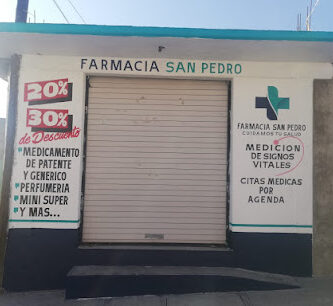 FARMACIA SAN PEDRO
20%
30%
de Descuento
*MEDICAMENTO
DE PATENTE
Y GENERICO
*PERFUMERIA
*MINI SUPER
*Y MAS...
FARMACIA SAN PEDRO
CUIDAMOS TU SALUD
MEDICION
DE SIGNOS
VITALES
CITAS MEDICAS
POR
AGENDA